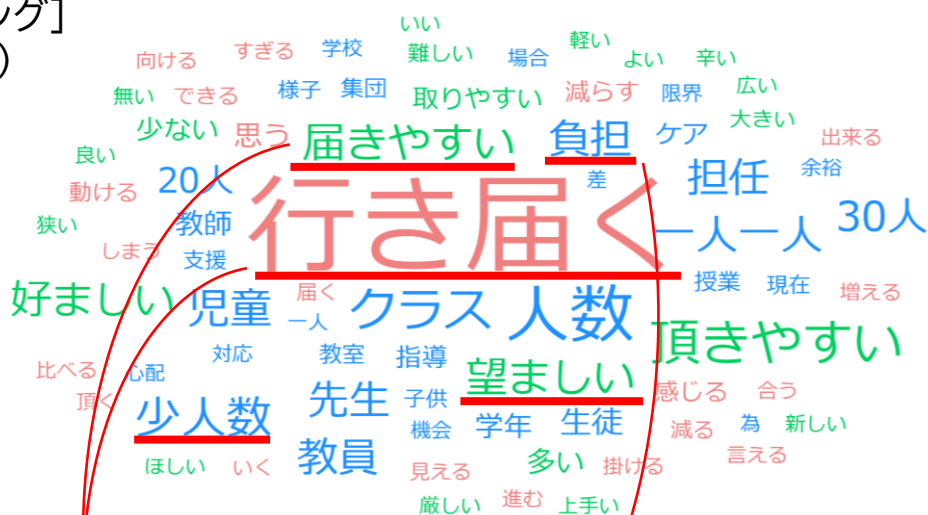 ング]
)
いい
向ける すぎる 学校 難しい 場合 軽い よい 辛い
無い できる 様子 集団 取りやすい 減らす 限界 広い
少ない 思う 届きやすい 負担 ケア 大きい 出来る
良い 動ける 20人 差 担任 余裕
行き届く
狭い 教師 一人一人 30人
しまう 支援
授業 現在 増える
好ましい 児童 届く 一人 クラス 人数
頂きやすい
比べる 心配 対応 教室 指導 望ましい
頂く 少人数 先生 子供 感じる 合う
機会 学年 生徒 減る 為 新しい
ほしい いく 教員 見える 多い 掛ける 言える
厳しい 進む 上手い